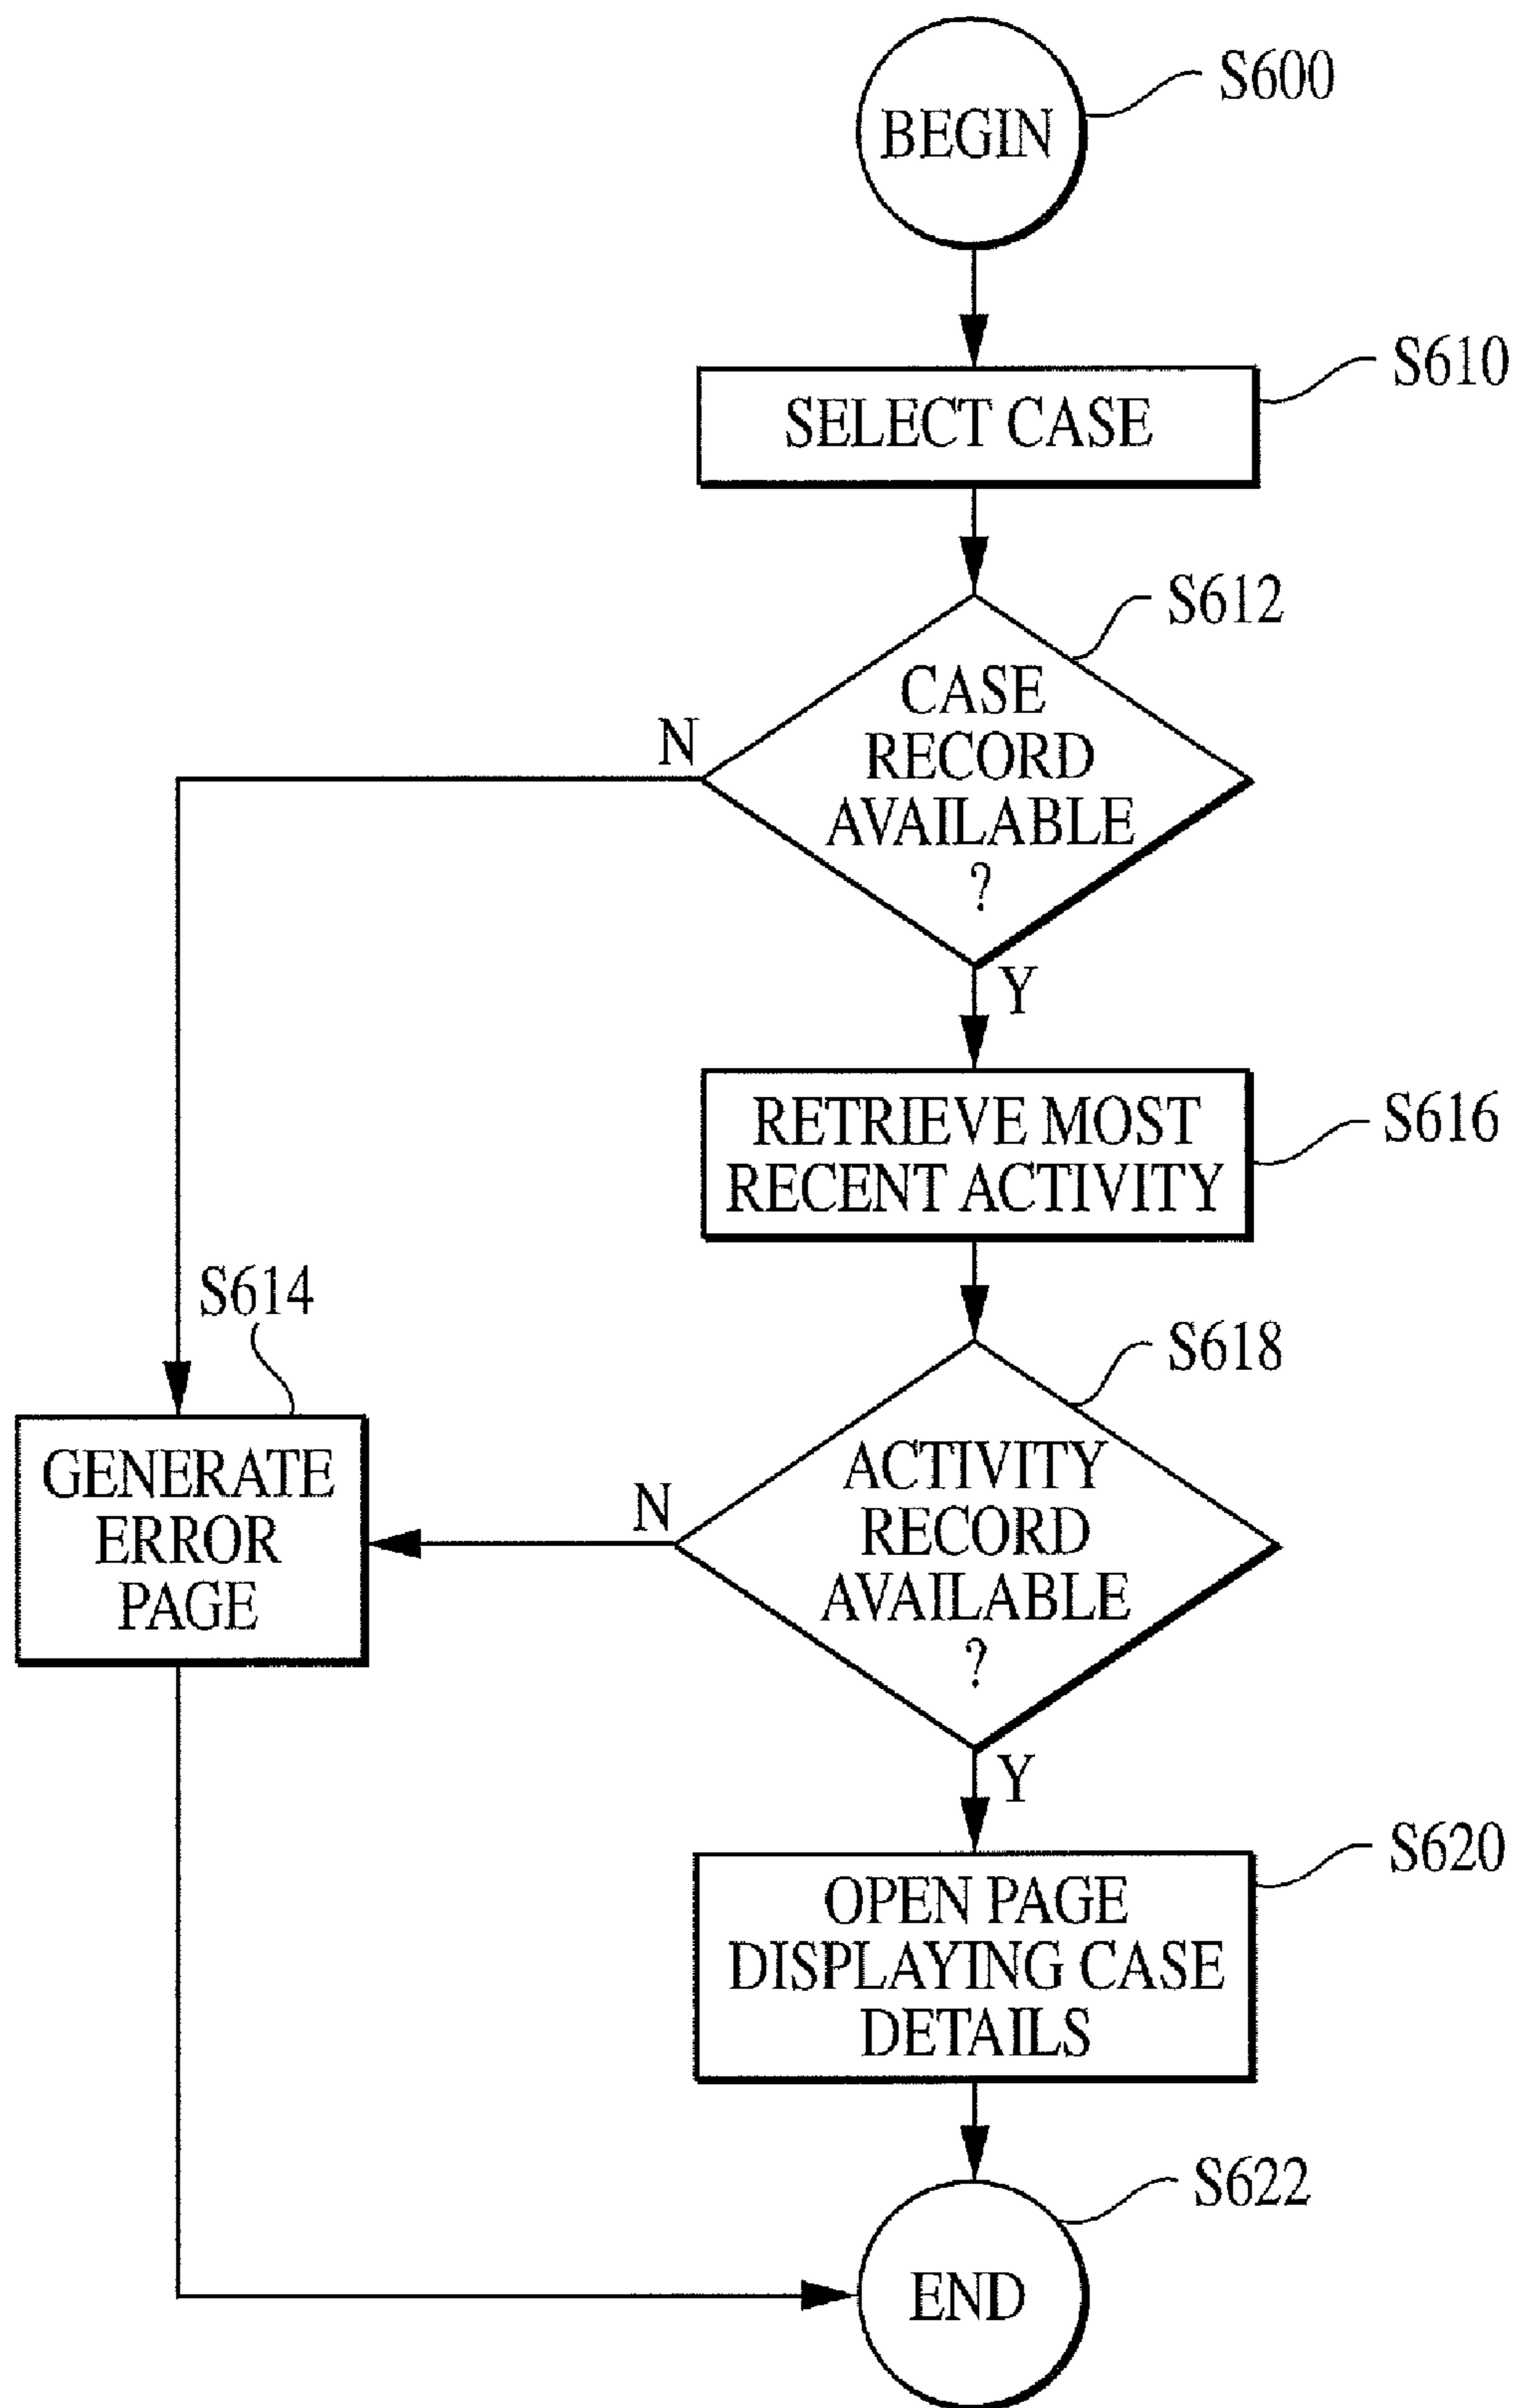 BEGIN
S600
SELECT CASE
S610
S612
CASE
RECORD
AVAILABLE
?
N
Y
RETRIEVE MOST
RECENT ACTIVITY
S616
S614
GENERATE
ERROR
PAGE
S618
ACTIVITY
RECORD
AVAILABLE
?
N
Y
OPEN PAGE
DISPLAYING CASE
DETAILS
S620
S622
END